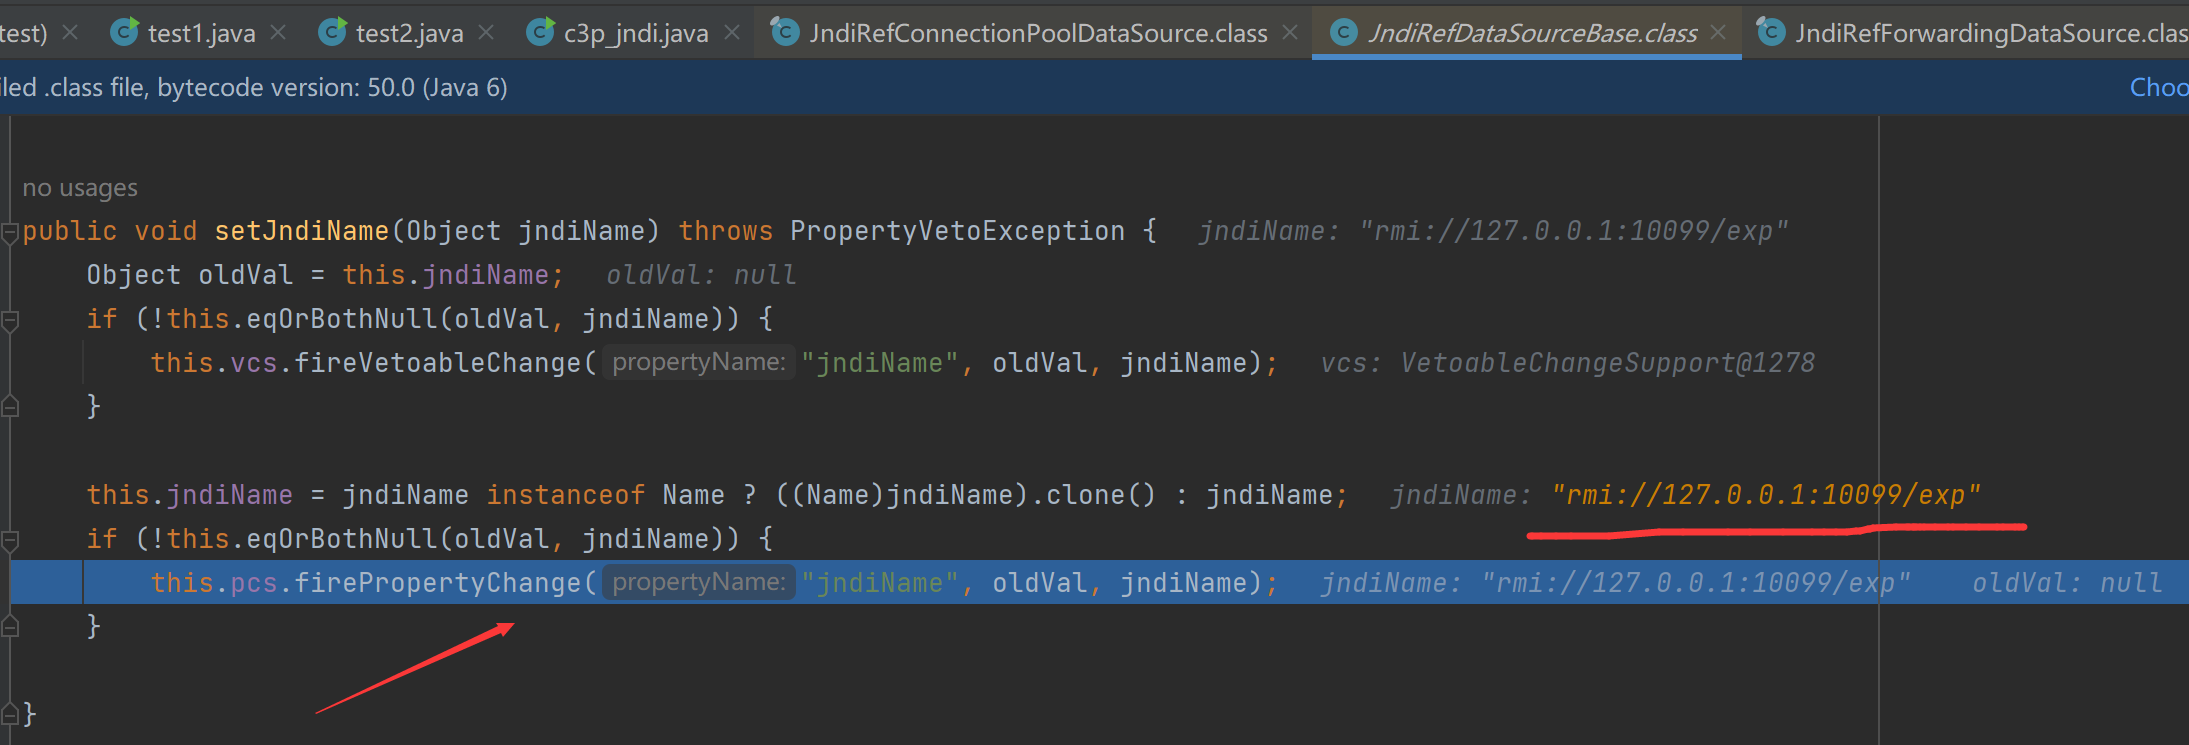 test) test1.java test2.java c3p_jndi.java JndiRefConnectionPoolDataSource.class JndiRefDataSourceBase.class JndiRefForwardingDataSource.clas
iled .class file, bytecode version: 50.0 (Java 6) Choo
no usages
public void setJndiName(Object jndiName) throws PropertyVetoException { jndiName: "rmi://127.0.0.1:10099/exp"
Object oldVal = this.jndiName; oldVal: null
if (!this.eqOrBothNull(oldVal, jndiName)) {
this.vcs.fireVetoableChange( propertyName: "jndiName", oldVal, jndiName); vcs: VetoableChangeSupport@1278
}
this.jndiName = jndiName instanceof Name ? ((Name)jndiName).clone() : jndiName; jndiName: "rmi://127.0.0.1:10099/exp"
if (!this.eqOrBothNull(oldVal, jndiName)) {
this.pcs.firePropertyChange( propertyName: "jndiName", oldVal, jndiName); jndiName: "rmi://127.0.0.1:10099/exp" oldVal: null
}
}